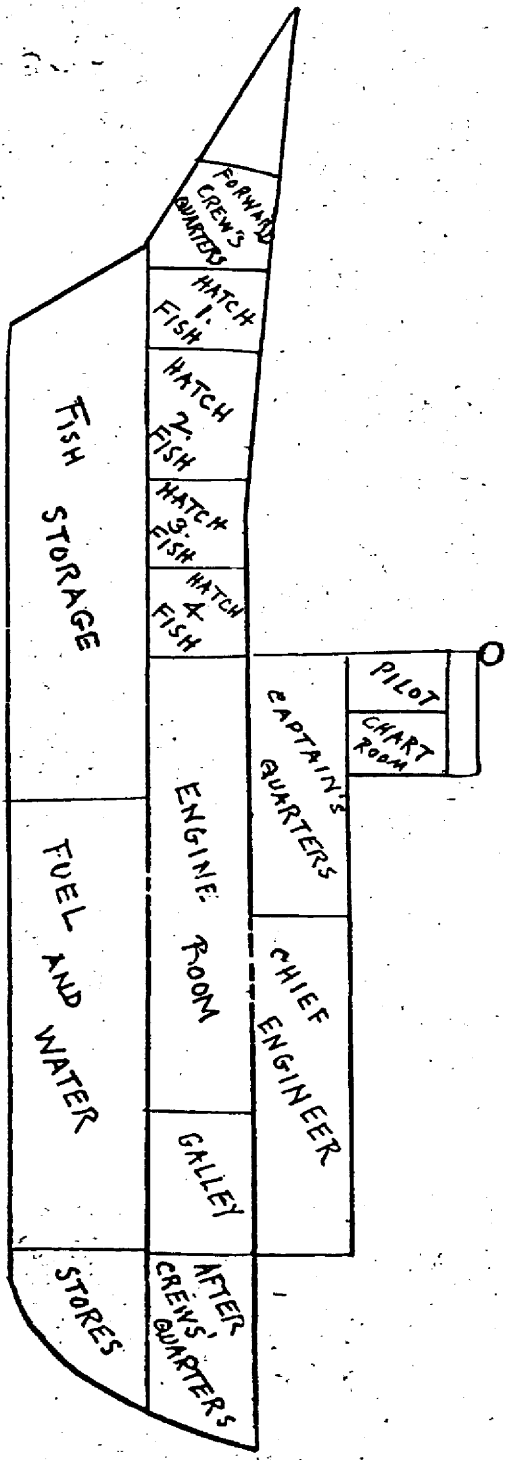 FORWARD
CREW'S
QUARTERS
HATCH
1.
FISH
HATCH
2.
FISH
HATCH
3.
FISH
HATCH
4
FISH
FISH
STORAGE
PILOT
CHART
ROOM
CAPTAIN'S
QUARTERS
ENGINE
ROOM
FUEL
AND
WATER
CHIEF
ENGINEER
GALLEY
AFTER
CREWS'
QUARTERS
STORES